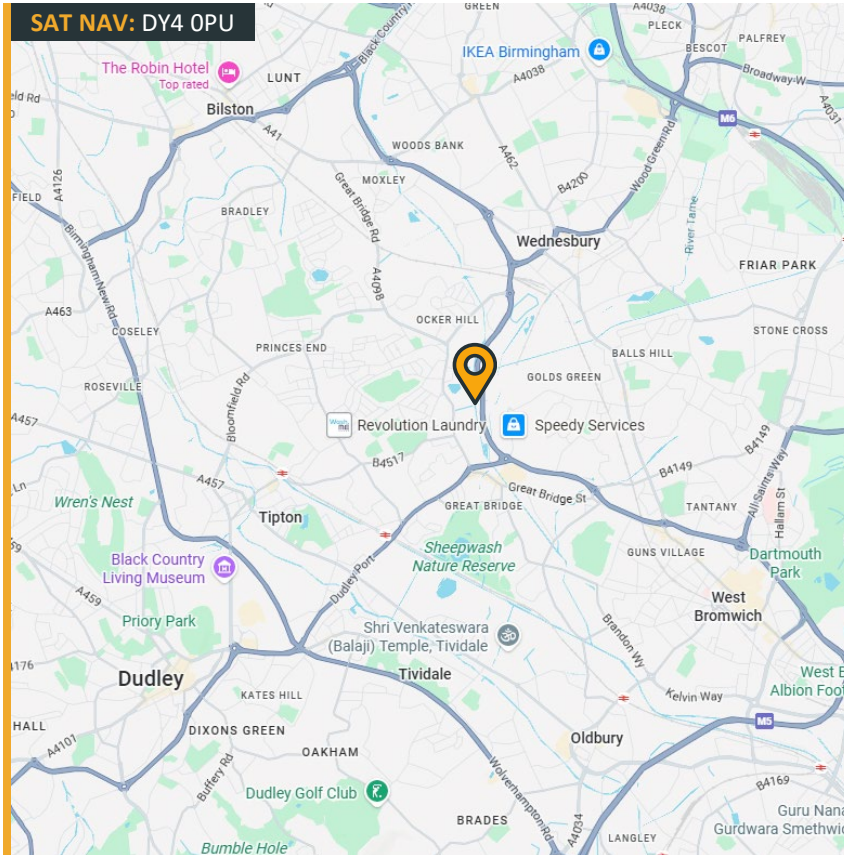 SAT NAV: DY4 0PU
GREEN
A4038
PLECK
PALFREY
BESCOT
Broadway W
A4031
IKEA Birmingham
A4038
Black Country
The Robin Hotel
Top rated
LUNT
Bilston
A41
M6
WOODS BANK
A462
Wood Green Rd
B4200
MOXLEY
Great Bridge Rd
A4126
FIELD
BRADLEY
River Tame
Wednesbury
FRIAR PARK
Birmingham New Rd
A4098
A463
COSELEY
OCKER HILL
STONE CROSS
PRINCES END
BALLS HILL
GOLDS GREEN
ROSEVILLE
Bloomfield Rd
A457
Revolution Laundry
Speedy Services
B4149
All Saints Way
B4517
B4149
A457
Great Bridge St
Hallam St
Wren's Nest
GREAT BRIDGE
TANTANY
Tipton
Sheepwash
Nature Reserve
GUNS VILLAGE
Dartmouth
Park
Black Country
Living Museum
Dudley Port
A459
West
Bromwich
Priory Park
Shri Venkateswara
(Balaji) Temple, Tividale
Brandon Wy
Tividale
Dudley
Kelvin Way
Albion Foot
KATES HILL
M5
HALL
DIXONS GREEN
Oldbury
A4101
OAKHAM
Buffery Rd
Wolverhampton Rd
B4169
Dudley Golf Club
BRADES
A4034
Guru Nana
Gurdwara Smethwic
LANGLEY
Bumble Hole